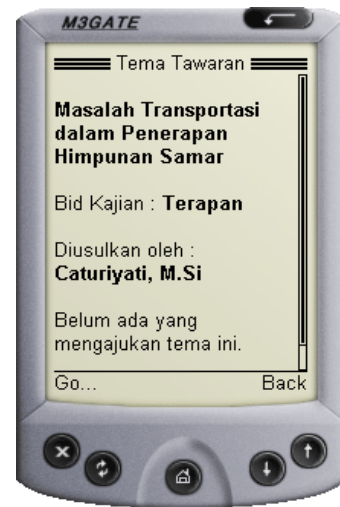 M3GATE
Tema Tawaran
Masalah Transportasi
dalam Penerapan
Himpunan Samar
Bid Kajian : Terapan
Diusulkan oleh :
Caturiyati, M.Si
Belum ada yang
mengajukan tema ini.
Go... Back